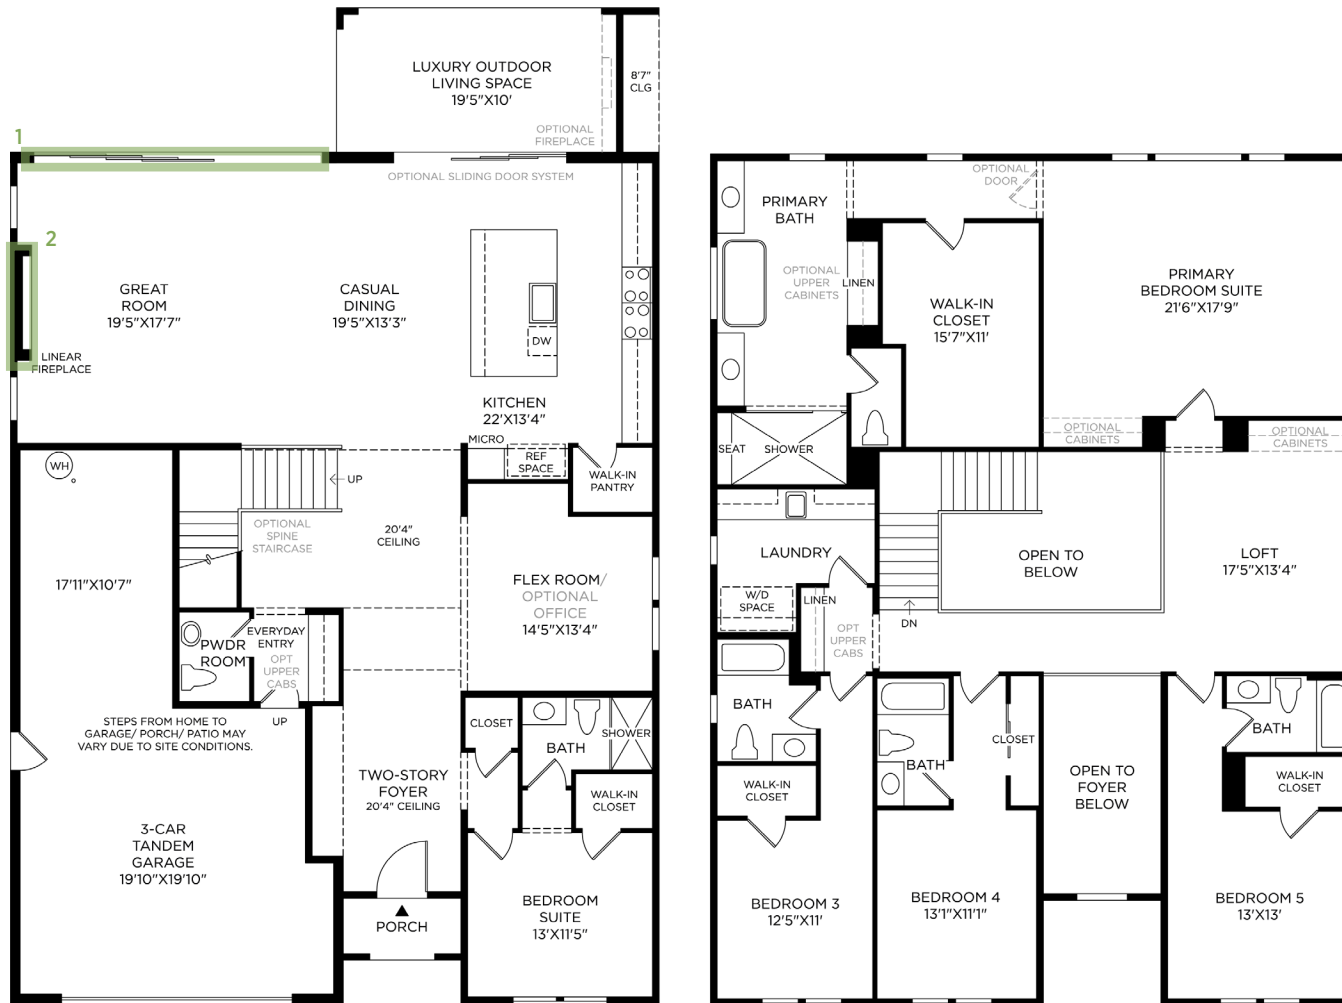 LUXURY OUTDOOR
LIVING SPACE
19'5"X10'
8'7"
CLG
OPTIONAL
FIREPLACE
1
OPTIONAL SLIDING DOOR SYSTEM
2
GREAT
ROOM
19'5"X17'7"
CASUAL
DINING
19'5"X13'3"
DW
LINEAR
FIREPLACE
KITCHEN
22'X13'4"
MICRO
REF
SPACE
WALK-IN
PANTRY
WH
UP
OPTIONAL
SPINE
STAIRCASE
20'4"
CEILING
17'11"X10'7"
FLEX ROOM/
OPTIONAL
OFFICE
14'5"X13'4"
PWDR
ROOM
EVERYDAY
ENTRY
OPT
UPPER
CABS
UP
STEPS FROM HOME TO
GARAGE/ PORCH/ PATIO MAY
VARY DUE TO SITE CONDITIONS.
CLOSET
BATH
SHOWER
TWO-STORY
FOYER
20'4" CEILING
WALK-IN
CLOSET
3-CAR
TANDEM
GARAGE
19'10"X19'10"
BEDROOM
SUITE
13'X11'5"
PORCH
PRIMARY
BATH
OPTIONAL
DOOR
OPTIONAL
UPPER
CABINETS
LINEN
WALK-IN
CLOSET
15'7"X11'
PRIMARY
BEDROOM SUITE
21'6"X17'9"
OPTIONAL
CABINETS
OPTIONAL
CABINETS
SEAT
SHOWER
LAUNDRY
W/D
SPACE
LINEN
OPT
UPPER
CABS
DN
OPEN TO
BELOW
LOFT
17'5"X13'4"
BATH
WALK-IN
CLOSET
BATH
CLOSET
OPEN TO
FOYER
BELOW
BATH
WALK-IN
CLOSET
BEDROOM 3
12'5"X11'
BEDROOM 4
13'1"X11'1"
BEDROOM 5
13'X13'